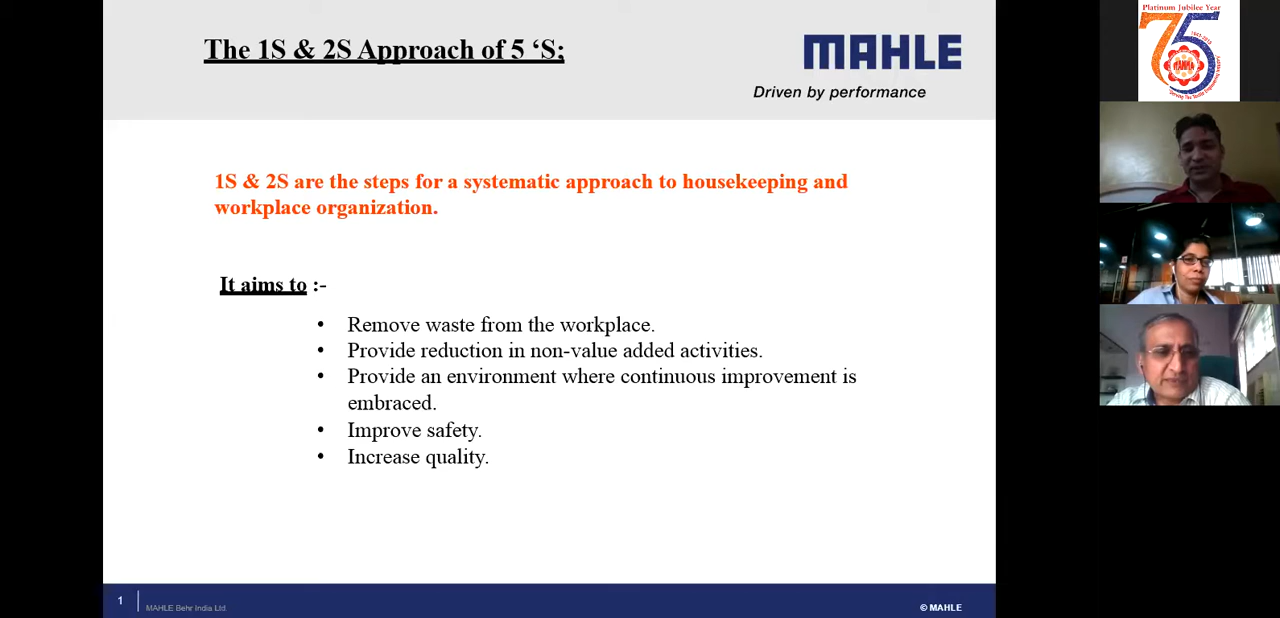 The 1S & 2S Approach of 5 ‘S;
MAHLE
Driven by performance
1S & 2S are the steps for a systematic approach to housekeeping and
workplace organization.
It aims to :-
• Remove waste from the workplace.
• Provide reduction in non-value added activities.
• Provide an environment where continuous improvement is
embraced.
• Improve safety.
• Increase quality.
1
MAHLE Behr India Ltd
© MAHLE
Platinum Jubilee Year
75